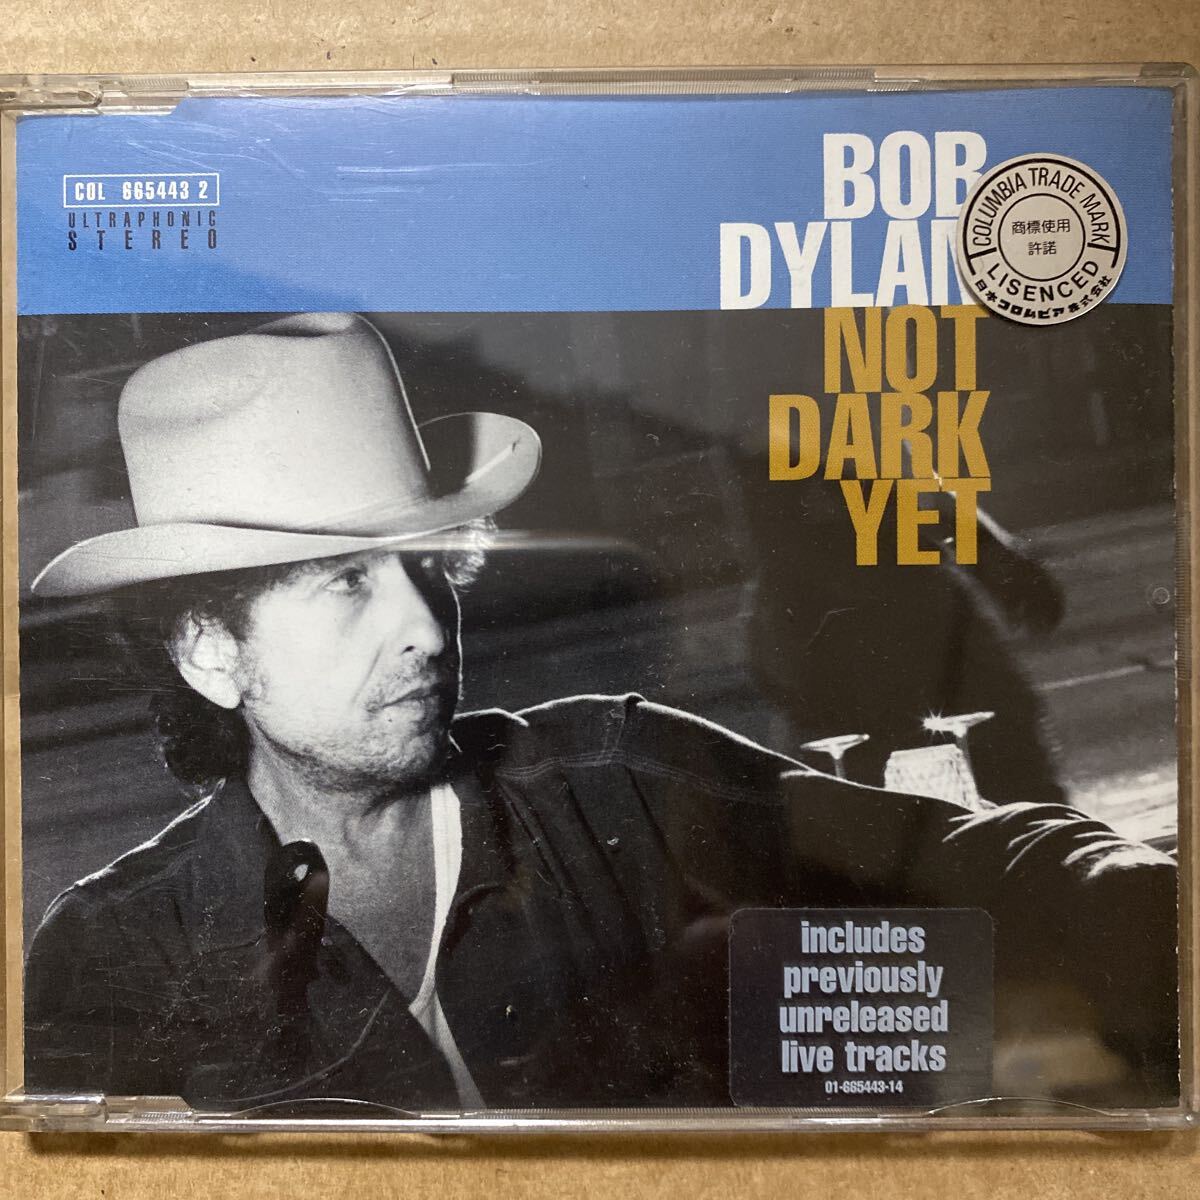 COL 665443 2
ULTRAPHONIC
STEREO
BOB
DYLAN
NOT
DARK
YET
COLUMBIA TRADE MARK
商標使用
許諾
LISENCED
日本コロムビア株式会社
includes
previously
unreleased
live tracks
01-665443-14